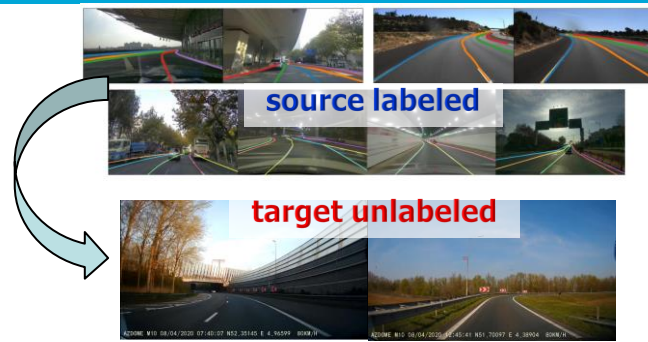 source labeled
target unlabeled
AZDOME M10 08/04/2020 07:40:07 N52.35145 E 4.96599 80KM/H
AZDOME M10 08/04/2020 12:45:41 N51.70097 E 4.38904 80KM/H